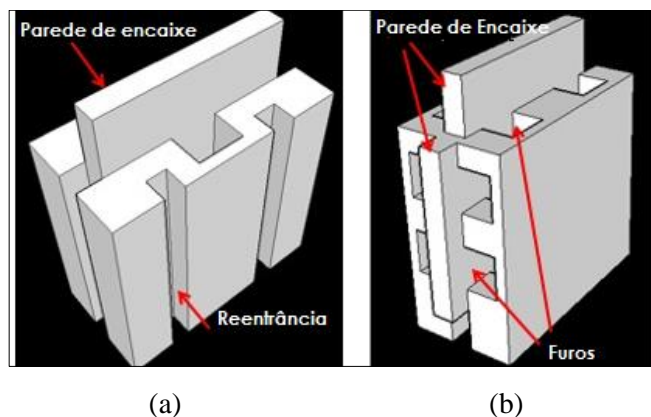 Parede de encaixe
Reentrância
Parede de Encaixe
Furos
(a)
(b)